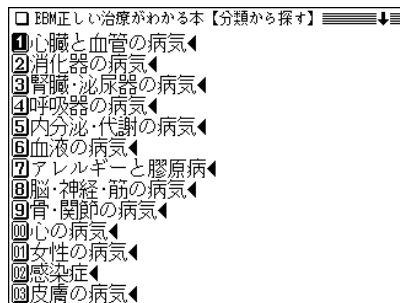 □ EBM正しい治療がわかる本【分類から探す】
1心臓と血管の病気◀
2消化器の病気◀
3腎臓･泌尿器の病気◀
4呼吸器の病気◀
5内分泌･代謝の病気◀
6血液の病気◀
7アレルギーと膠原病◀
8脳･神経･筋の病気◀
9骨･関節の病気◀
00心の病気◀
01女性の病気◀
02感染症◀
03皮膚の病気◀